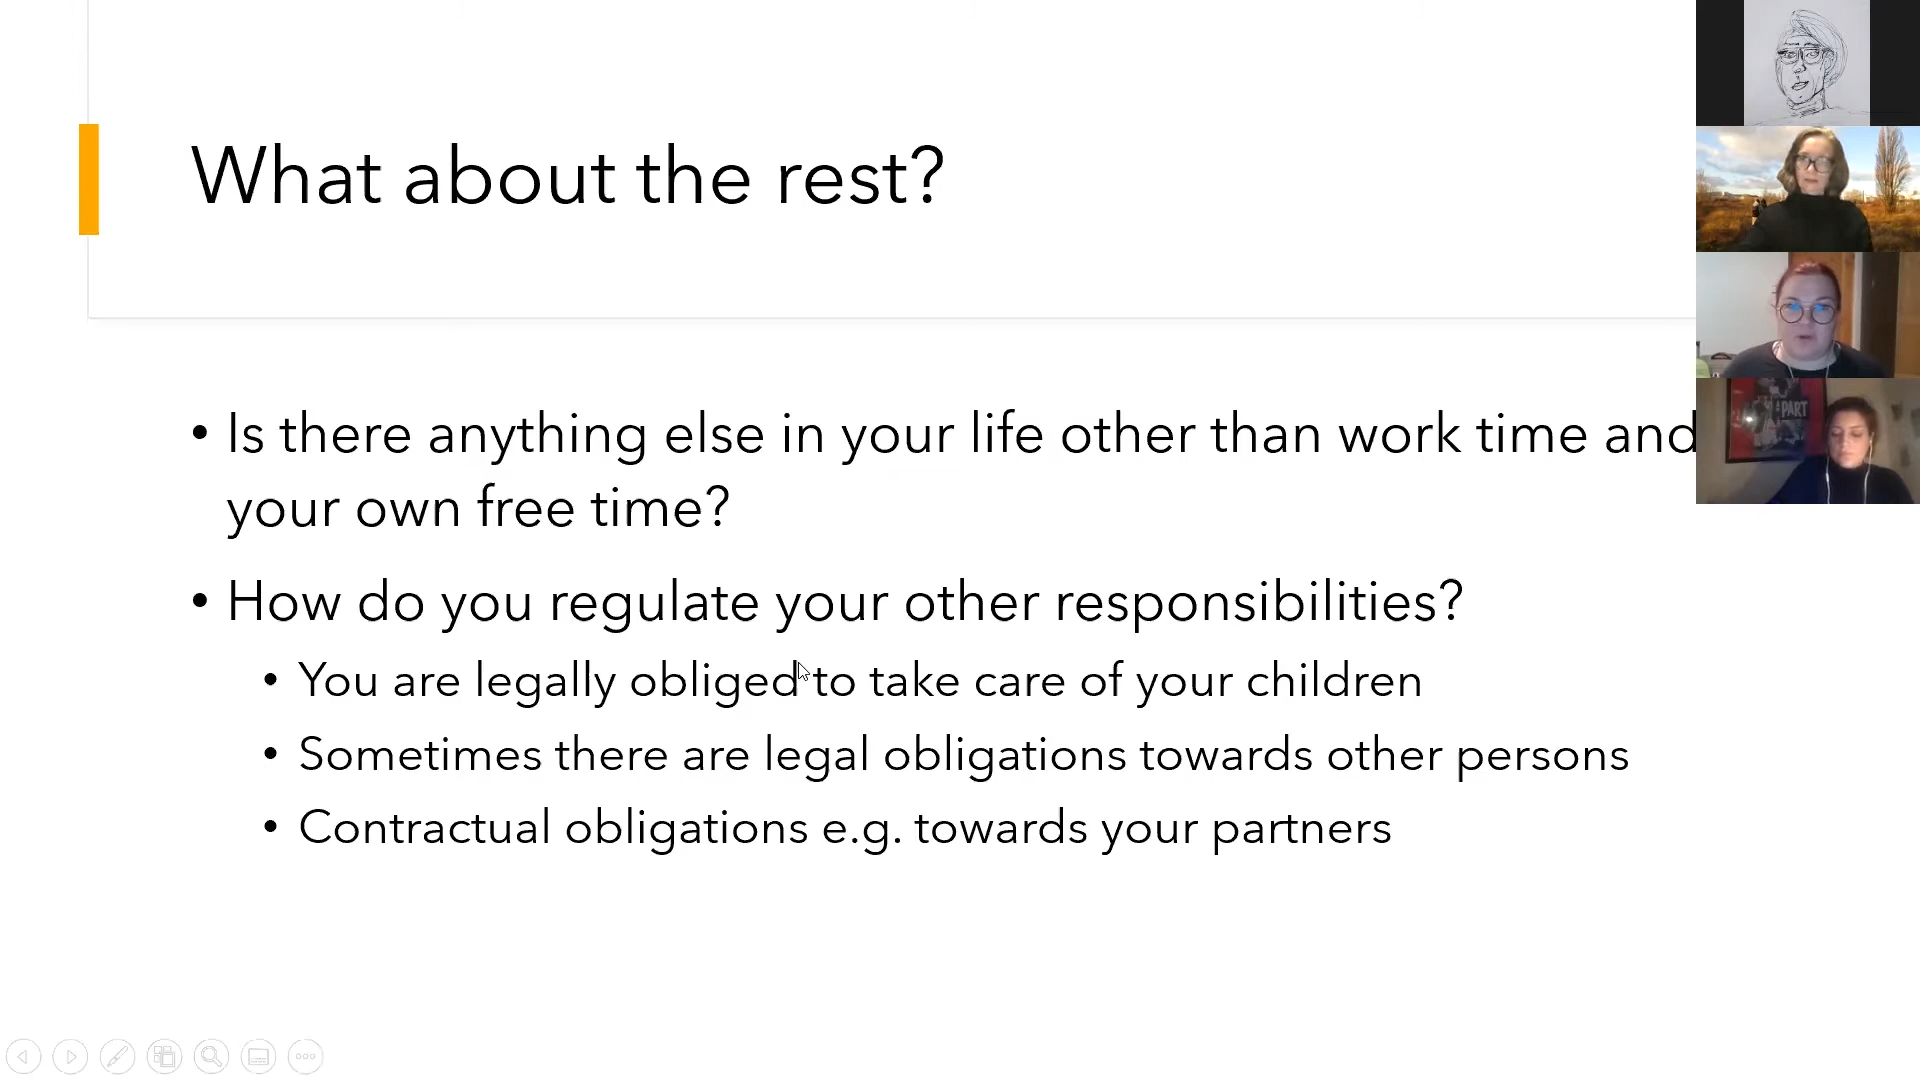 What about the rest?
• Is there anything else in your life other than work time and
your own free time?
• How do you regulate your other responsibilities?
• You are legally obliged to take care of your children
• Sometimes there are legal obligations towards other persons
• Contractual obligations e.g. towards your partners
PART